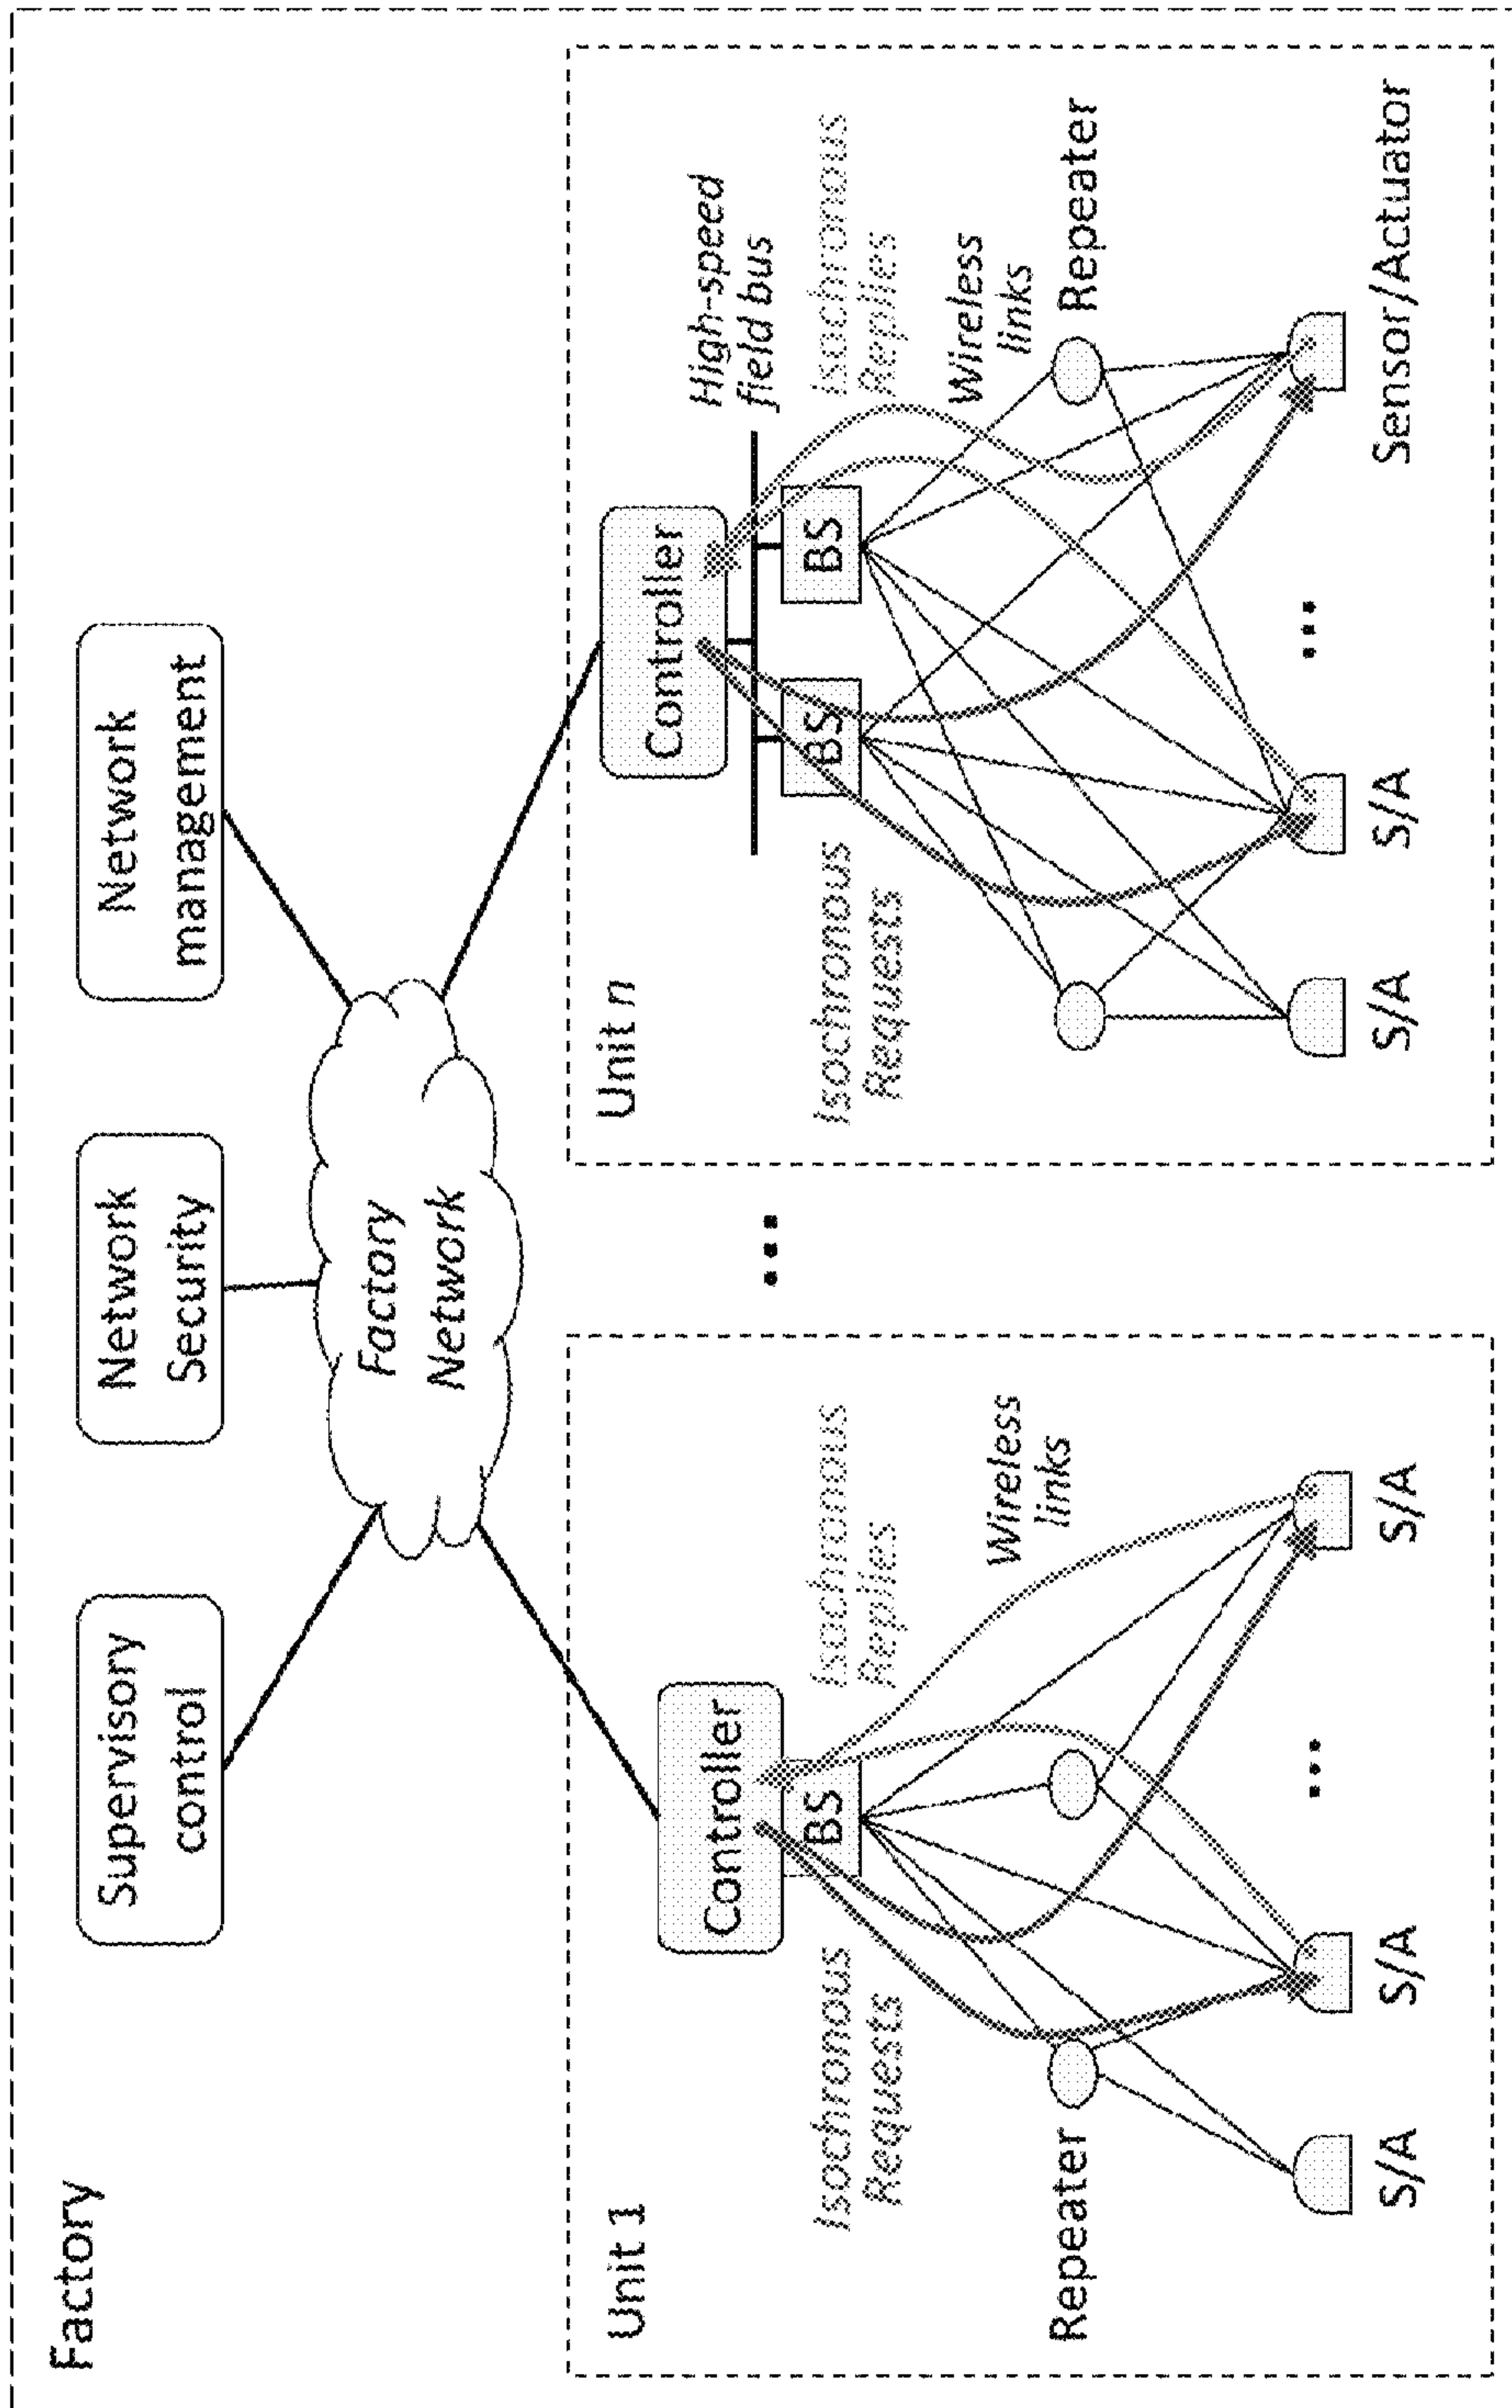 Factory
Supervisory
control
Network
Security
Network
management
Factory
Network
Unit 1
Controller
BS
Isochronous
Requests
Isochronous
Replies
Wireless
links
Repeater
S/A
S/A
...
S/A
...
Unit n
Controller
High-speed
field bus
BS
BS
Isochronous
Requests
Isochronous
Replies
Wireless
links
Repeater
S/A
S/A
...
Sensor/Actuator